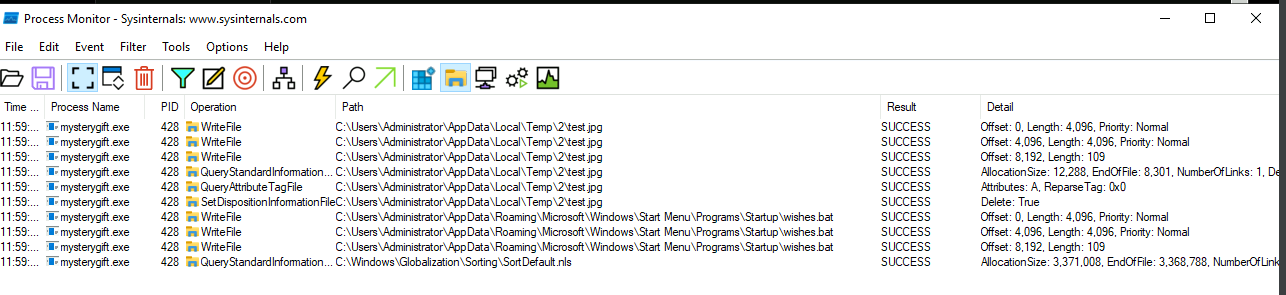 Process Monitor - Sysinternals: www.sysinternals.com
File Edit Event Filter Tools Options Help
Time ... Process Name PID Operation Path Result Detail
11:59:... mysterygift.exe 428 WriteFile C:\Users\Administrator\AppData\Local\Temp\2\test.jpg SUCCESS Offset: 0, Length: 4,096, Priority: Normal
11:59:... mysterygift.exe 428 WriteFile C:\Users\Administrator\AppData\Local\Temp\2\test.jpg SUCCESS Offset: 4,096, Length: 4,096, Priority: Normal
11:59:... mysterygift.exe 428 WriteFile C:\Users\Administrator\AppData\Local\Temp\2\test.jpg SUCCESS Offset: 8,192, Length: 109
11:59:... mysterygift.exe 428 QueryStandardInformation... C:\Users\Administrator\AppData\Local\Temp\2\test.jpg SUCCESS AllocationSize: 12,288, EndOfFile: 8,301, NumberOfLinks: 1, De
11:59:... mysterygift.exe 428 QueryAttributeTagFile C:\Users\Administrator\AppData\Local\Temp\2\test.jpg SUCCESS Attributes: A, ReparseTag: 0x0
11:59:... mysterygift.exe 428 SetDispositionInformationFile C:\Users\Administrator\AppData\Local\Temp\2\test.jpg SUCCESS Delete: True
11:59:... mysterygift.exe 428 WriteFile C:\Users\Administrator\AppData\Roaming\Microsoft\Windows\Start Menu\Programs\Startup\wishes.bat SUCCESS Offset: 0, Length: 4,096, Priority: Normal
11:59:... mysterygift.exe 428 WriteFile C:\Users\Administrator\AppData\Roaming\Microsoft\Windows\Start Menu\Programs\Startup\wishes.bat SUCCESS Offset: 4,096, Length: 4,096, Priority: Normal
11:59:... mysterygift.exe 428 WriteFile C:\Users\Administrator\AppData\Roaming\Microsoft\Windows\Start Menu\Programs\Startup\wishes.bat SUCCESS Offset: 8,192, Length: 109
11:59:... mysterygift.exe 428 QueryStandardInformation... C:\Windows\Globalization\Sorting\SortDefault.nls SUCCESS AllocationSize: 3,371,008, EndOfFile: 3,368,788, NumberOfLink